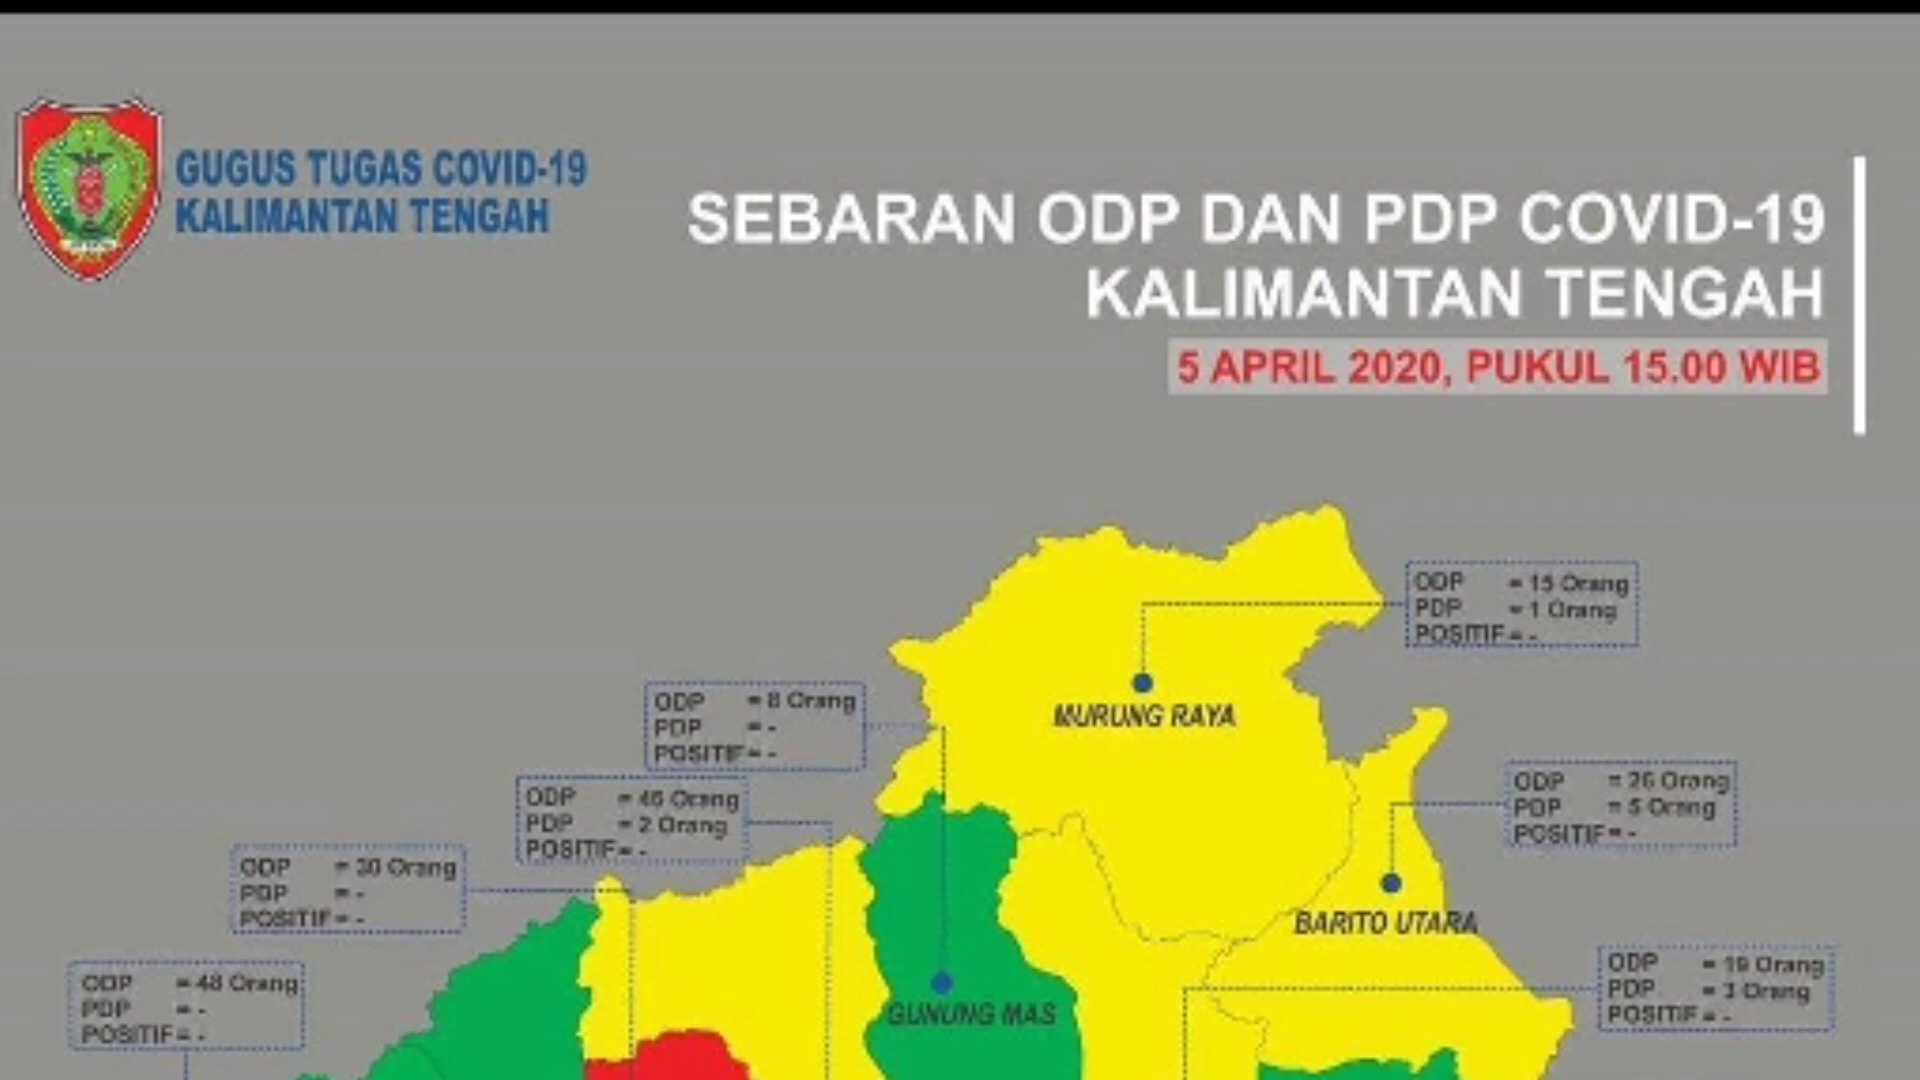 GUGUS TUGAS COVID-19
KALIMANTAN TENGAH
SEBARAN ODP DAN PDP COVID-19
KALIMANTAN TENGAH
5 APRIL 2020, PUKUL 15.00 WIB
ODP = 15 Orang
PDP = 1 Orang
POSITIF = -
MURUNG RAYA
ODP = 8 Orang
PDP = -
POSITIF = -
ODP = 46 Orang
PDP = 2 Orang
POSITIF = -
ODP = 26 Orang
PDP = 5 Orang
POSITIF = -
ODP = 30 Orang
PDP = -
POSITIF = -
BARITO UTARA
ODP = 48 Orang
PDP = -
POSITIF = -
GUNUNG MAS
ODP = 19 Orang
PDP = 3 Orang
POSITIF = -